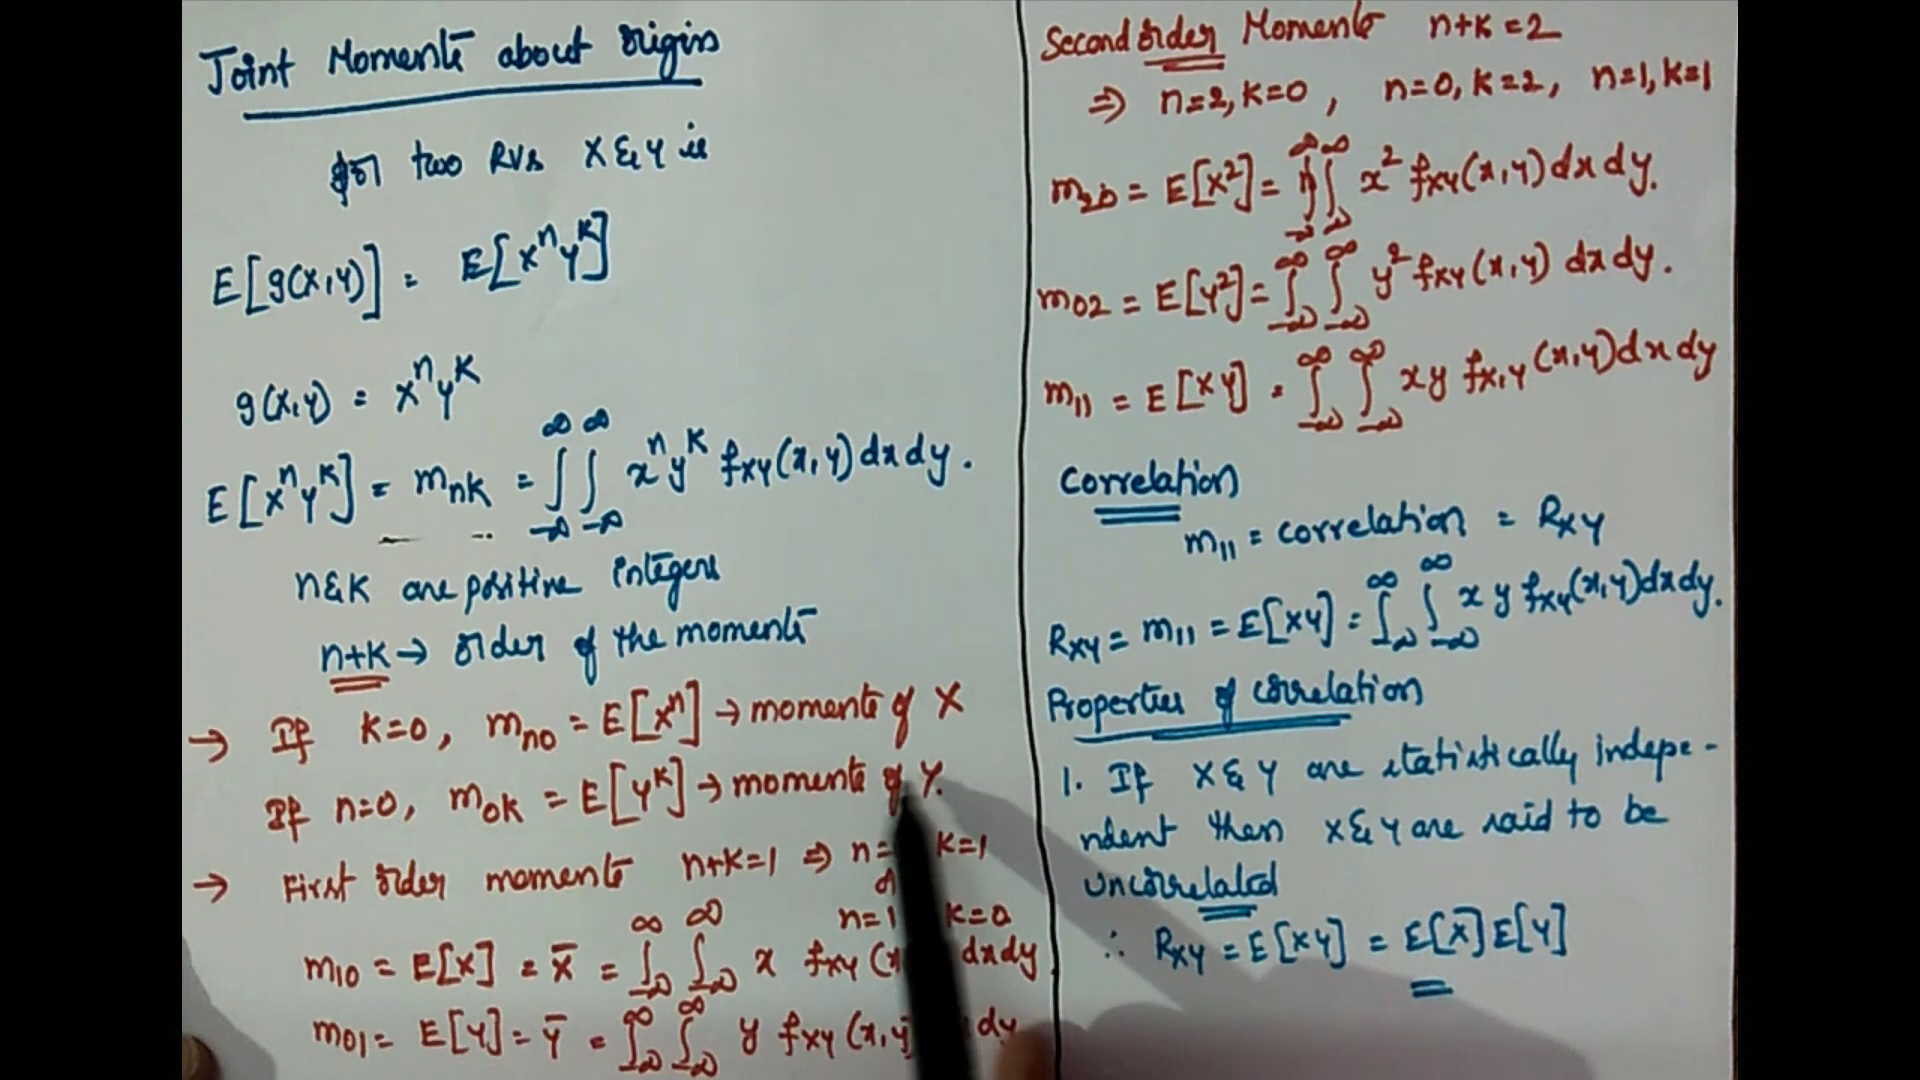 Joint Moments about origin
for two RVs X & Y is
E[g(X,Y)] = E[X^n Y^K]
g(X,Y) = X^n Y^K
E[X^n Y^K] = m_nK = ∫_-∞^∞ ∫_-∞^∞ x^n y^K f_XY(x,y) dx dy.
n & K are positive integers
n+K → order of the moments
→ If K=0, m_n0 = E[X^n] → moments of X
If n=0, m_0K = E[Y^K] → moments of Y.
→ First order moments n+K=1 ⇒ n= K=1
n=1 K=0
m_10 = E[X] = X̄ = ∫_-∞^∞ ∫_-∞^∞ x f_XY(x dx dy
m_01 = E[Y] = Ȳ = ∫_-∞^∞ ∫_-∞^∞ y f_XY(x,y) dy
Second order Moments n+K=2
⇒ n=2, K=0, n=0, K=2, n=1, K=1
m_20 = E[X^2] = ∫_-∞^∞ ∫_-∞^∞ x^2 f_XY(x,y) dx dy.
m_02 = E[Y^2] = ∫_-∞^∞ ∫_-∞^∞ y^2 f_XY(x,y) dx dy.
m_11 = E[XY] = ∫_-∞^∞ ∫_-∞^∞ xy f_X,Y(x,y) dx dy
Correlation
m_11 = correlation = R_XY
R_XY = m_11 = E[XY] = ∫_-∞^∞ ∫_-∞^∞ x y f_XY(x,y) dx dy.
Properties of correlation
1. If X & Y are statistically indepe-
ndent then X & Y are said to be
uncorrelated
∴ R_XY = E[XY] = E[X] E[Y]